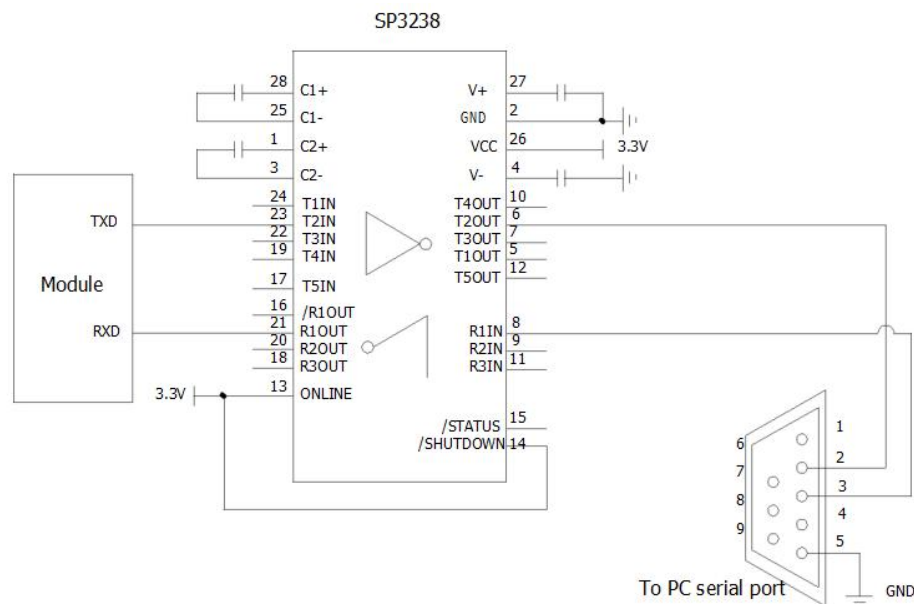 SP3238
28 C1+ V+ 27
25 C1- GND 2
1 C2+ VCC 26 3.3V
3 C2- V- 4
24 T1IN T4OUT 10
TXD 23 T2IN T2OUT 6
22 T3IN T3OUT 7
19 T4IN T1OUT 5
17 T5IN T5OUT 12
Module
16 /R1OUT
RXD 21 R1OUT R1IN 8
20 R2OUT R2IN 9
18 R3OUT R3IN 11
3.3V 13 ONLINE
/STATUS 15
/SHUTDOWN 14
1
6
2
7
3
8
4
9
5
To PC serial port GND